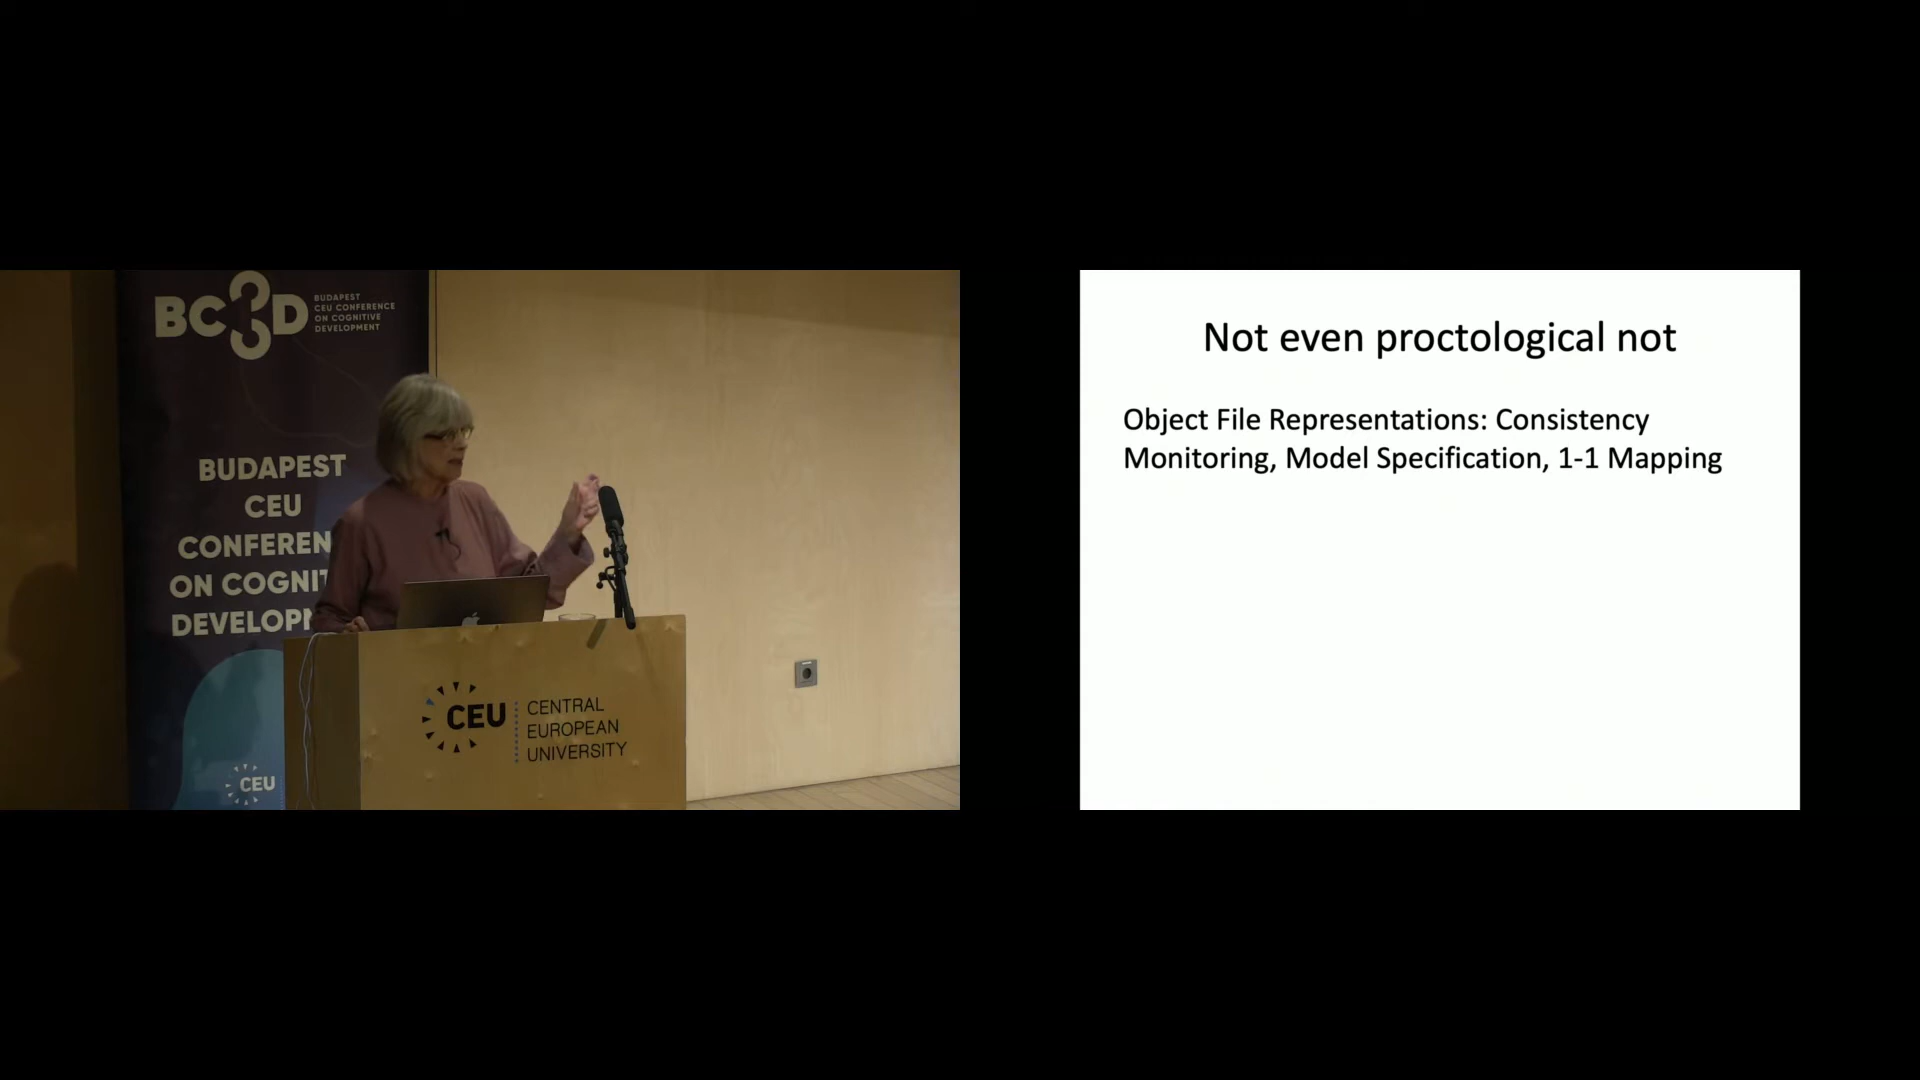 BC3D
BUDAPEST
CEU CONFERENCE
ON COGNITIVE
DEVELOPMENT
BUDAPEST
CEU
CONFEREN
ON COGNIT
DEVELOPM
CEU
CEU
CENTRAL
EUROPEAN
UNIVERSITY
Not even proctological not
Object File Representations: Consistency
Monitoring, Model Specification, 1-1 Mapping